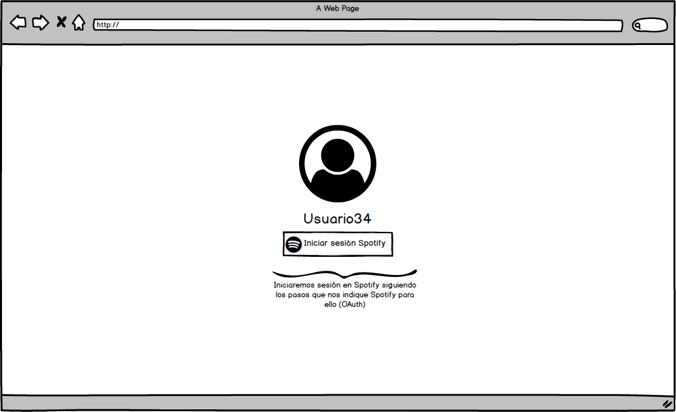 A Web Page
http://
Usuario34
Iniciar sesión Spotify
Iniciaremos sesión en Spotify siguiendo
los pasos que nos indique Spotify para
ello (OAuth)